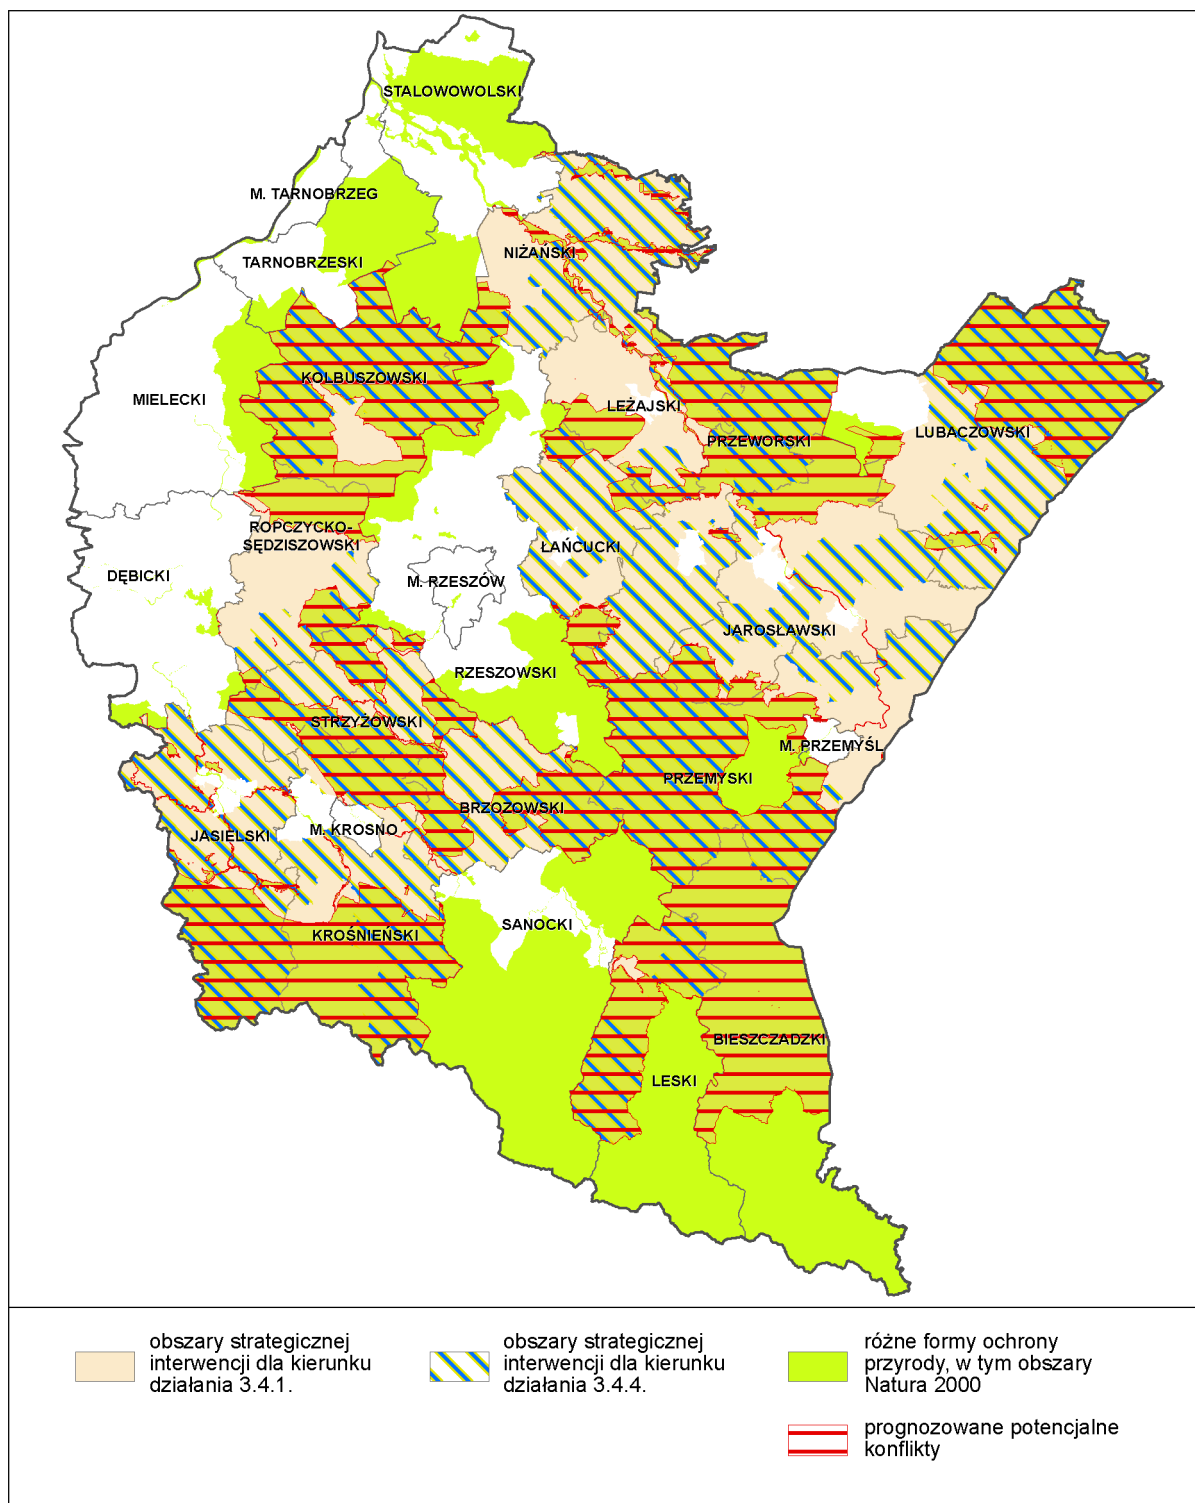 STALOWOWOLSKI
M. TARNOBRZEG
NIŻAŃSKI
TARNOBRZESKI
KOLBUSZOWSKI
MIELECKI
LEŻAJSKI
LUBACZOWSKI
PRZEWORSKI
ROPCZYCKO-
SĘDZISZOWSKI
ŁAŃCUCKI
DĘBICKI
M. RZESZÓW
JAROSŁAWSKI
RZESZOWSKI
STRZYŻOWSKI
M. PRZEMYŚL
PRZEMYSKI
BRZOZOWSKI
M. KROSNO
JASIELSKI
SANOCKI
KROŚNIEŃSKI
BIESZCZADZKI
LESKI
obszary strategicznej
interwencji dla kierunku
działania 3.4.1.
obszary strategicznej
interwencji dla kierunku
działania 3.4.4.
różne formy ochrony
przyrody, w tym obszary
Natura 2000
prognozowane potencjalne
konflikty